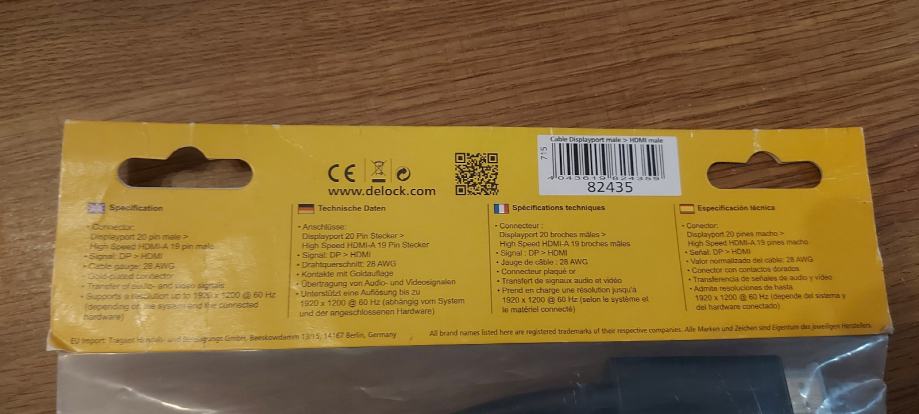 Cable Displayport male > HDMI male
715
4043619824359
82435
CE
www.delock.com
Specification
• Connector:
Displayport 20 pin male >
High Speed HDMI-A 19 pin male
• Signal: DP > HDMI
• Cable gauge: 28 AWG
• Gold-plated connector
• Transfer of audio- and video signals
• Supports a resolution up to 1920 x 1200 @ 60 Hz
(depending on the system and the connected
hardware)
Technische Daten
• Anschlüsse:
Displayport 20 Pin Stecker >
High Speed HDMI-A 19 Pin Stecker
• Signal: DP > HDMI
• Drahtquerschnitt: 28 AWG
• Kontakte mit Goldauflage
• Übertragung von Audio- und Videosignalen
• Unterstützt eine Auflösung bis zu
1920 x 1200 @ 60 Hz (abhängig vom System
und der angeschlossenen Hardware)
Spécifications techniques
• Connecteur :
Displayport 20 broches mâles >
High Speed HDMI-A 19 broches mâles
• Signal : DP > HDMI
• Jauge de câble : 28 AWG
• Connecteur plaqué or
• Transfert de signaux audio et vidéo
• Prend en charge une résolution jusqu'à
1920 x 1200 @ 60 Hz (selon le système et
le matériel connecté)
Especificación técnica
• Conector:
Displayport 20 pines macho >
High Speed HDMI-A 19 pines macho
• Señal: DP > HDMI
• Valor normalizado del cable: 28 AWG
• Conector con contactos dorados
• Transferencia de señales de audio y vídeo
• Admite resoluciones de hasta
1920 x 1200 @ 60 Hz (depende del sistema y
del hardware conectado)
EU Import: Tragant Handels- und Beteiligungs GmbH, Beeskowdamm 13/15, 14167 Berlin, Germany
All brand names listed here are registered trademarks of their respective companies. Alle Marken und Zeichen sind Eigentum des jeweiligen Herstellers.